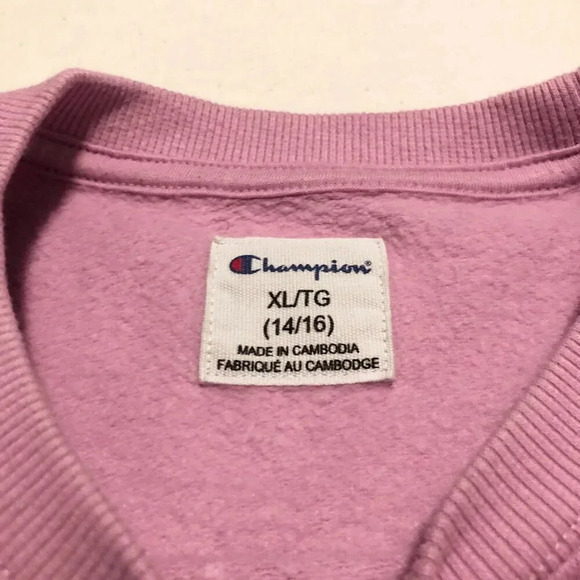 Champion®
XL/TG
(14/16)
MADE IN CAMBODIA
FABRIQUÉ AU CAMBODGE